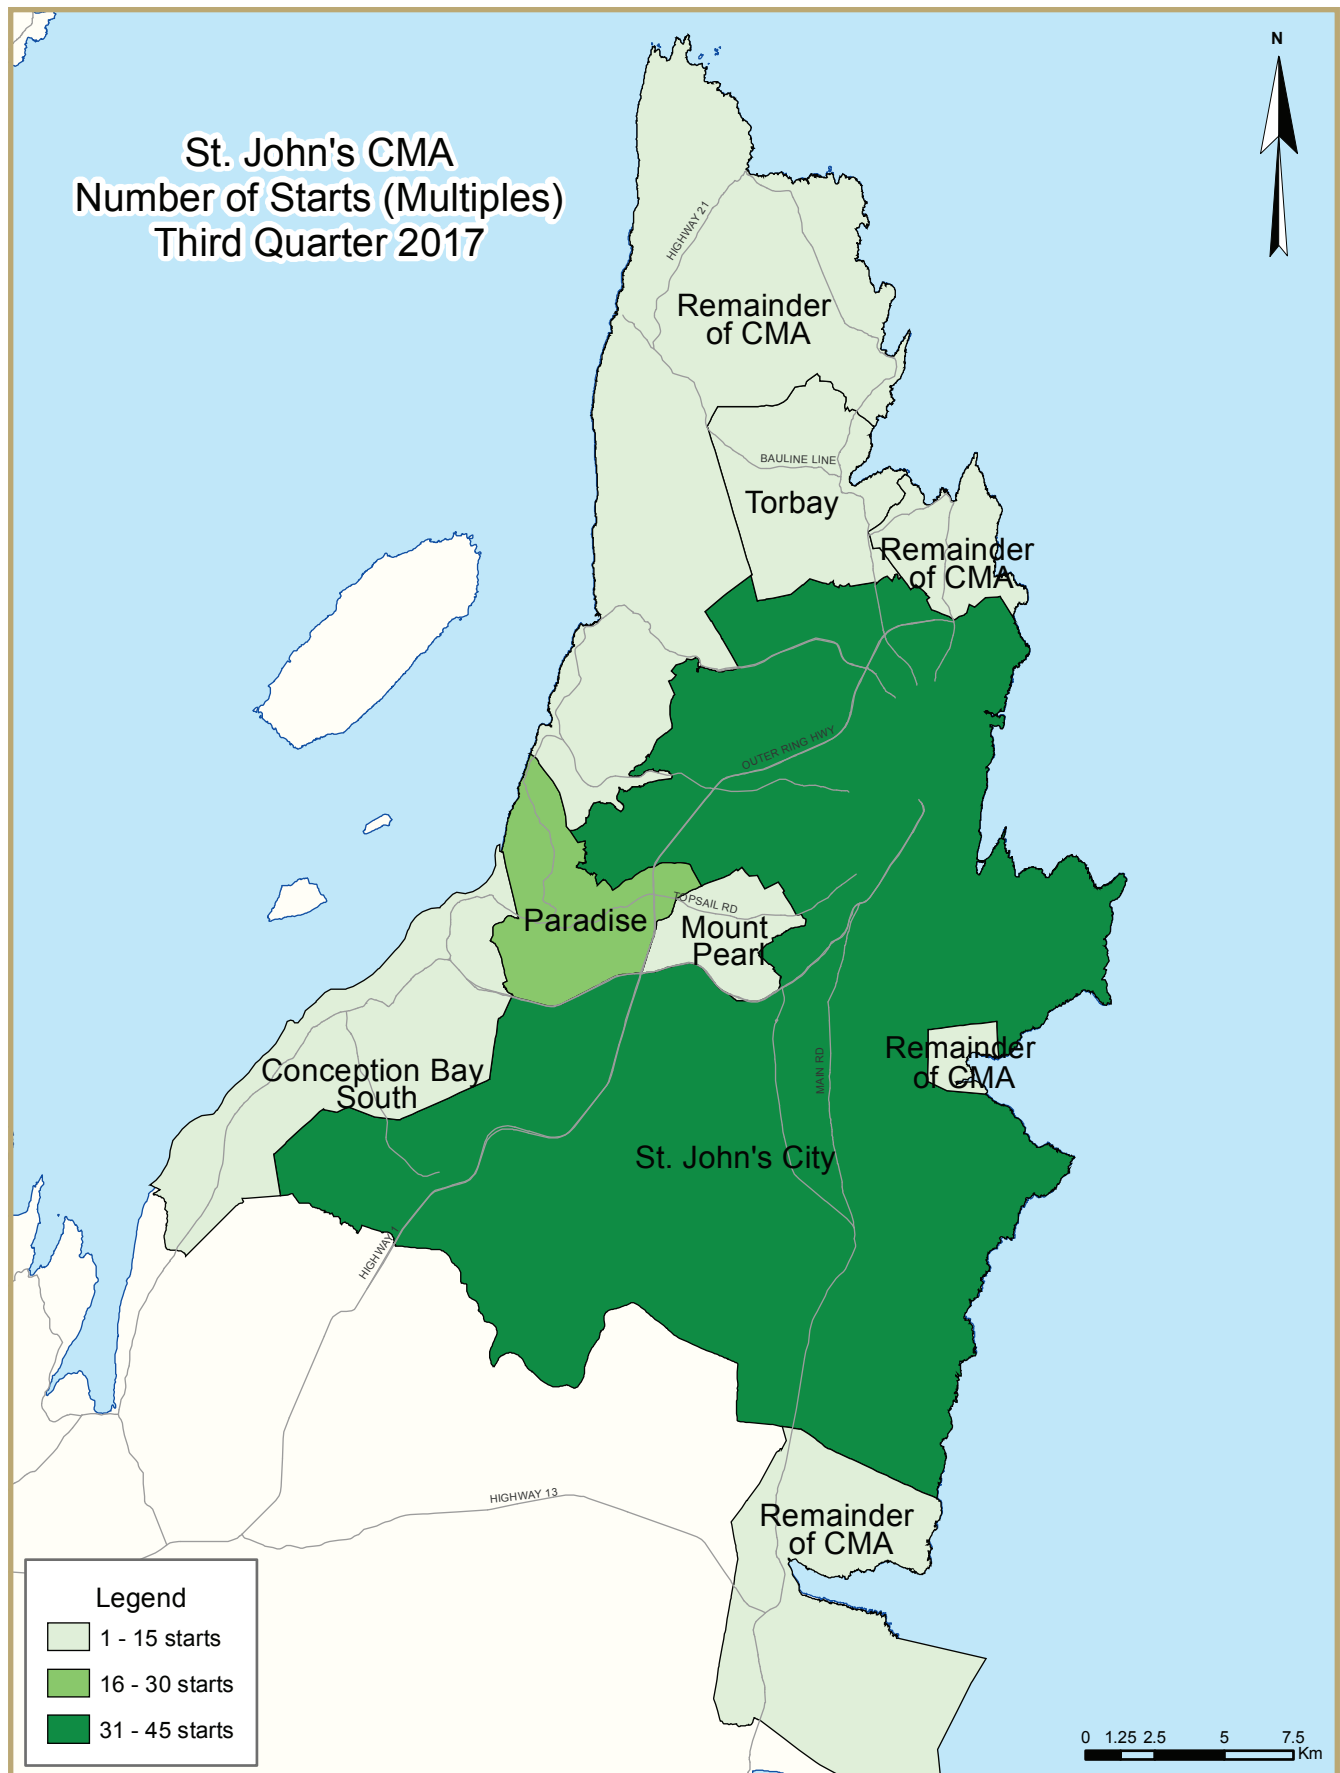 St. John's CMA
Number of Starts (Multiples)
Third Quarter 2017
N
HIGHWAY 21
Remainder
of CMA
BAULINE LINE
Torbay
Remainder
of CMA
OUTER RING HWY
TOPSAIL RD
Paradise
Mount
Pearl
Conception Bay
South
MAIN RD
Remainder
of CMA
St. John's City
HIGHWAY 1
HIGHWAY 13
Remainder
of CMA
Legend
1 - 15 starts
16 - 30 starts
31 - 45 starts
0 1.25 2.5 5 7.5
Km